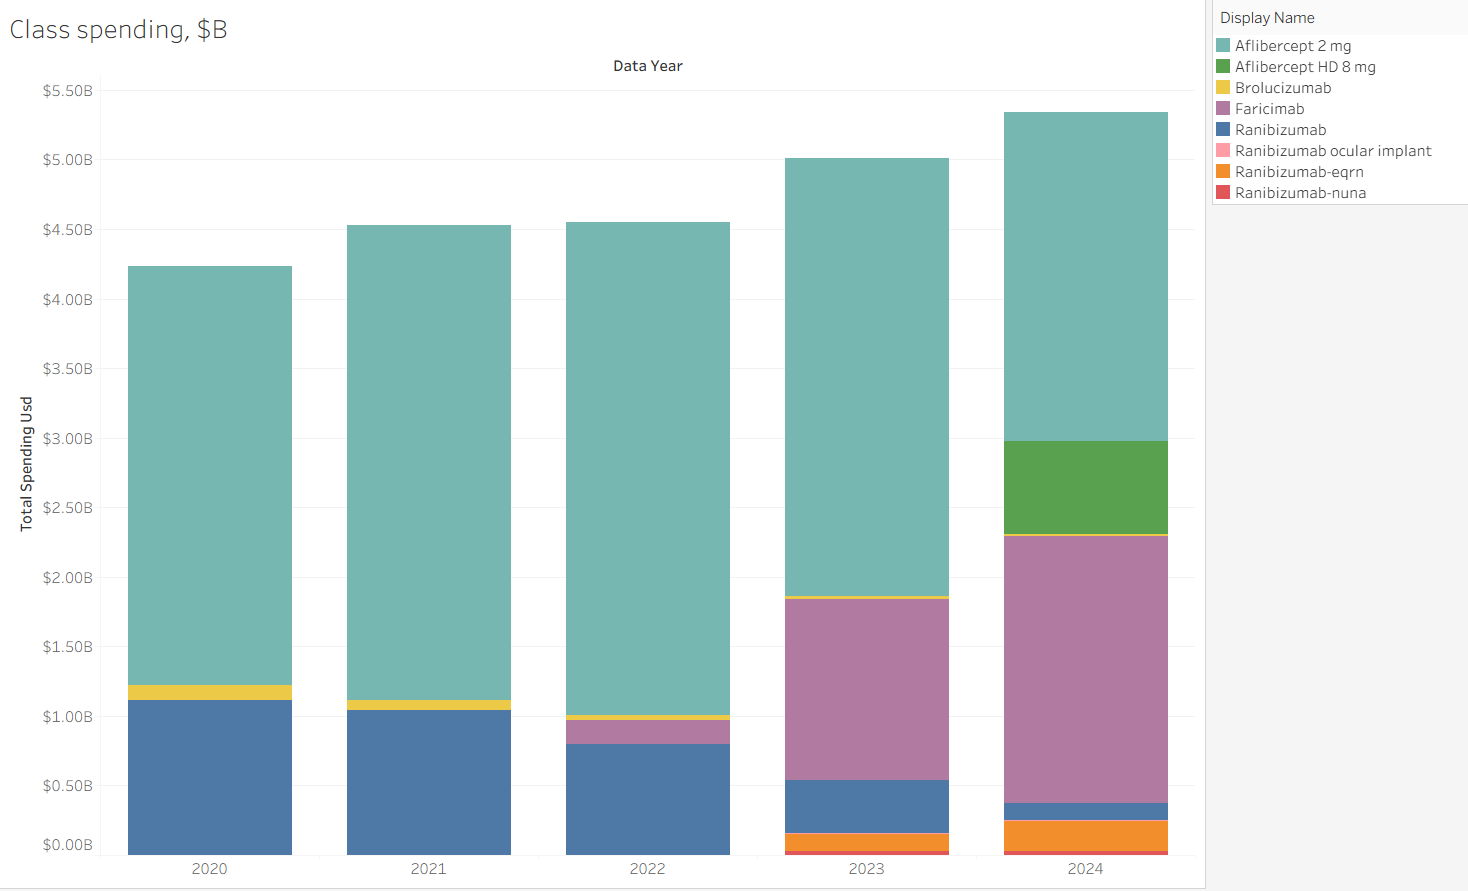 Class spending, $B
Data Year
$5.50B
$5.00B
$4.50B
$4.00B
$3.50B
$3.00B
$2.50B
$2.00B
$1.50B
$1.00B
$0.50B
$0.00B
Total Spending Usd
2020
2021
2022
2023
2024
Display Name
Aflibercept 2 mg
Aflibercept HD 8 mg
Brolucizumab
Faricimab
Ranibizumab
Ranibizumab ocular implant
Ranibizumab-eqrn
Ranibizumab-nuna